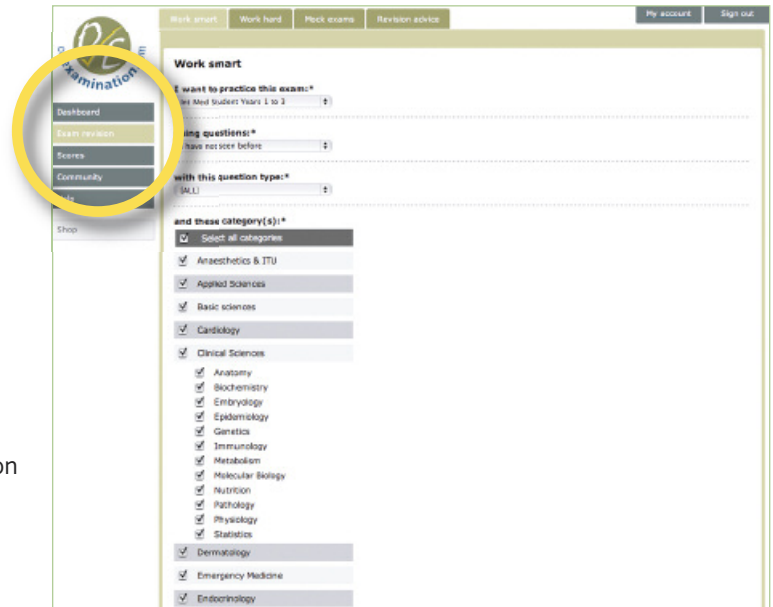 Work smart
Work hard
Mock exams
Revision advice
My account
Sign out
examination
Dashboard
Exam revision
Scores
Community
Shop
Work smart
I want to practice this exam:*
Med Student Years 1 to 3
questions:*
have not seen before
with this question type:*
(ALL)
and these category(s):*
Select all categories
Anaesthetics & ITU
Applied Sciences
Basic sciences
Cardiology
Clinical Sciences
Anatomy
Biochemistry
Embryology
Epidemiology
Genetics
Immunology
Metabolism
Molecular Biology
Nutrition
Pathology
Physiology
Statistics
Dermatology
Emergency Medicine
Endocrinology
on